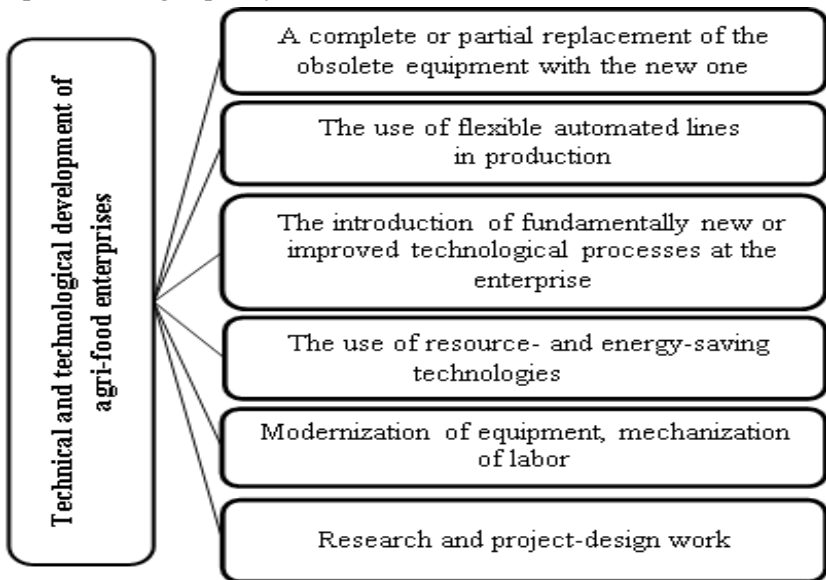 Technical and technological development of
agri-food enterprises
A complete or partial replacement of the
obsolete equipment with the new one
The use of flexible automated lines
in production
The introduction of fundamentally new or
improved technological processes at the
enterprise
The use of resource- and energy-saving
technologies
Modernization of equipment, mechanization
of labor
Research and project-design work